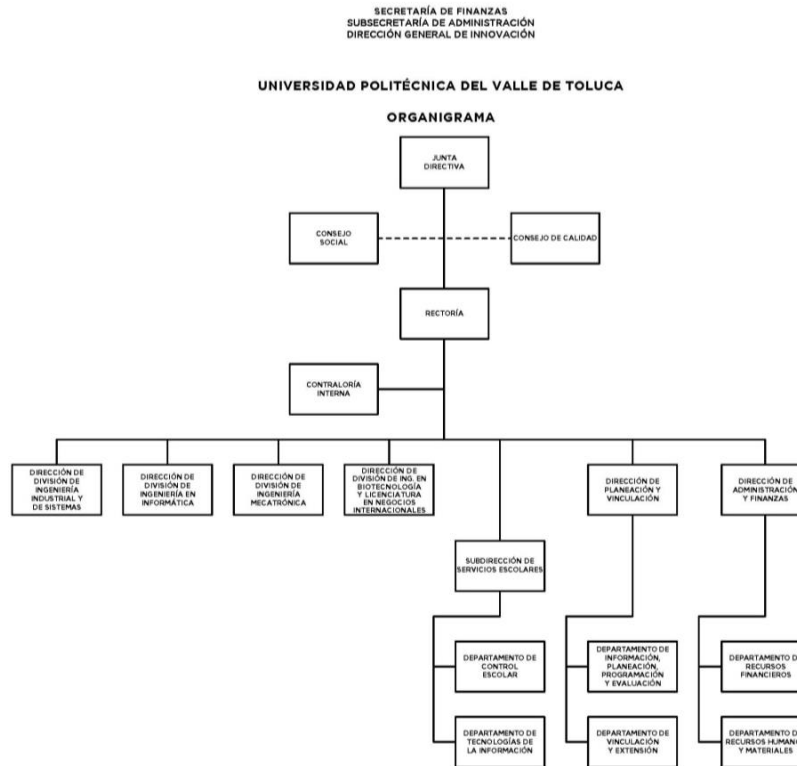 SECRETARÍA DE FINANZAS
SUBSECRETARÍA DE ADMINISTRACIÓN
DIRECCIÓN GENERAL DE INNOVACIÓN
UNIVERSIDAD POLITÉCNICA DEL VALLE DE TOLUCA
ORGANIGRAMA
JUNTA
DIRECTIVA
CONSEJO
SOCIAL
CONSEJO DE CALIDAD
RECTORÍA
CONTRALORÍA
INTERNA
DIRECCIÓN DE
DIVISIÓN DE
INGENIERÍA
INDUSTRIAL Y
DE SISTEMAS
DIRECCIÓN DE
DIVISIÓN DE
INGENIERÍA EN
INFORMÁTICA
DIRECCIÓN DE
DIVISIÓN DE
INGENIERÍA
MECATRÓNICA
DIRECCIÓN DE
DIVISIÓN DE ING. EN
BIOTECNOLOGÍA
Y LICENCIATURA
EN NEGOCIOS
INTERNACIONALES
DIRECCIÓN DE
PLANEACIÓN Y
VINCULACIÓN
DIRECCIÓN DE
ADMINISTRACIÓN
Y FINANZAS
SUBDIRECCIÓN DE
SERVICIOS ESCOLARES
DEPARTAMENTO DE
CONTROL
ESCOLAR
DEPARTAMENTO DE
INFORMACIÓN,
PLANEACIÓN,
PROGRAMACIÓN
Y EVALUACIÓN
DEPARTAMENTO DE
RECURSOS
FINANCIEROS
DEPARTAMENTO DE
TECNOLOGÍAS DE
LA INFORMACIÓN
DEPARTAMENTO DE
VINCULACIÓN
Y EXTENSIÓN
DEPARTAMENTO DE
RECURSOS HUMANO
Y MATERIALES